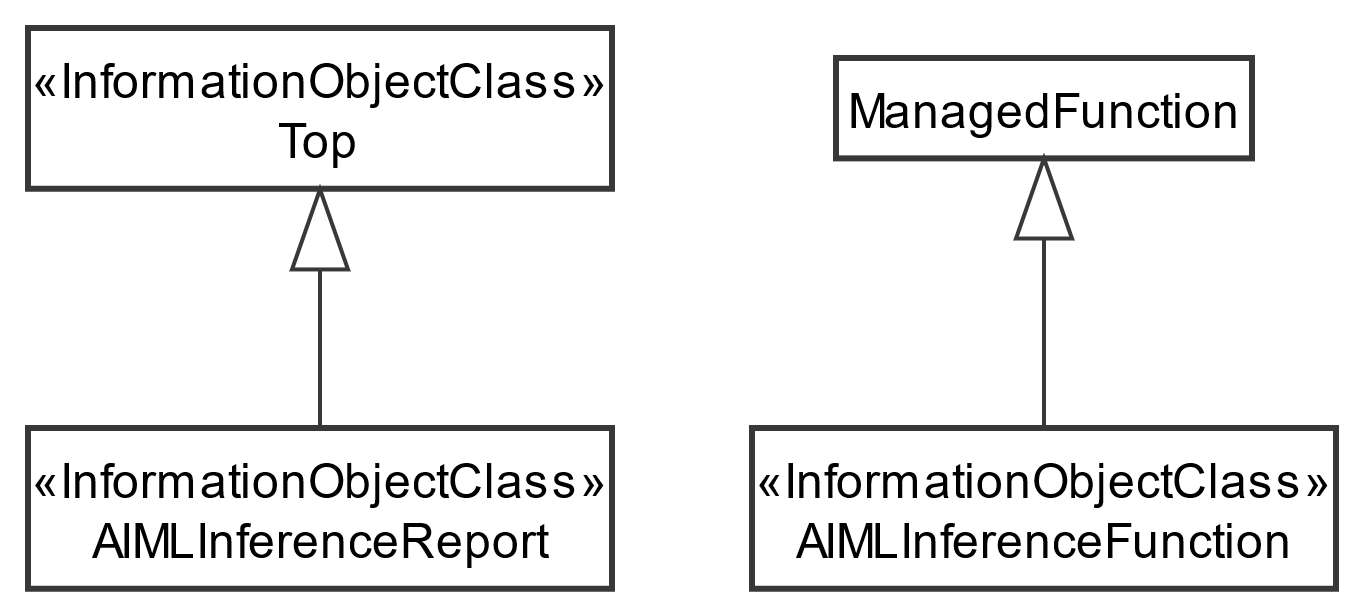 «InformationObjectClass»
Top
ManagedFunction
«InformationObjectClass»
AIMLInferenceReport
«InformationObjectClass»
AIMLInferenceFunction